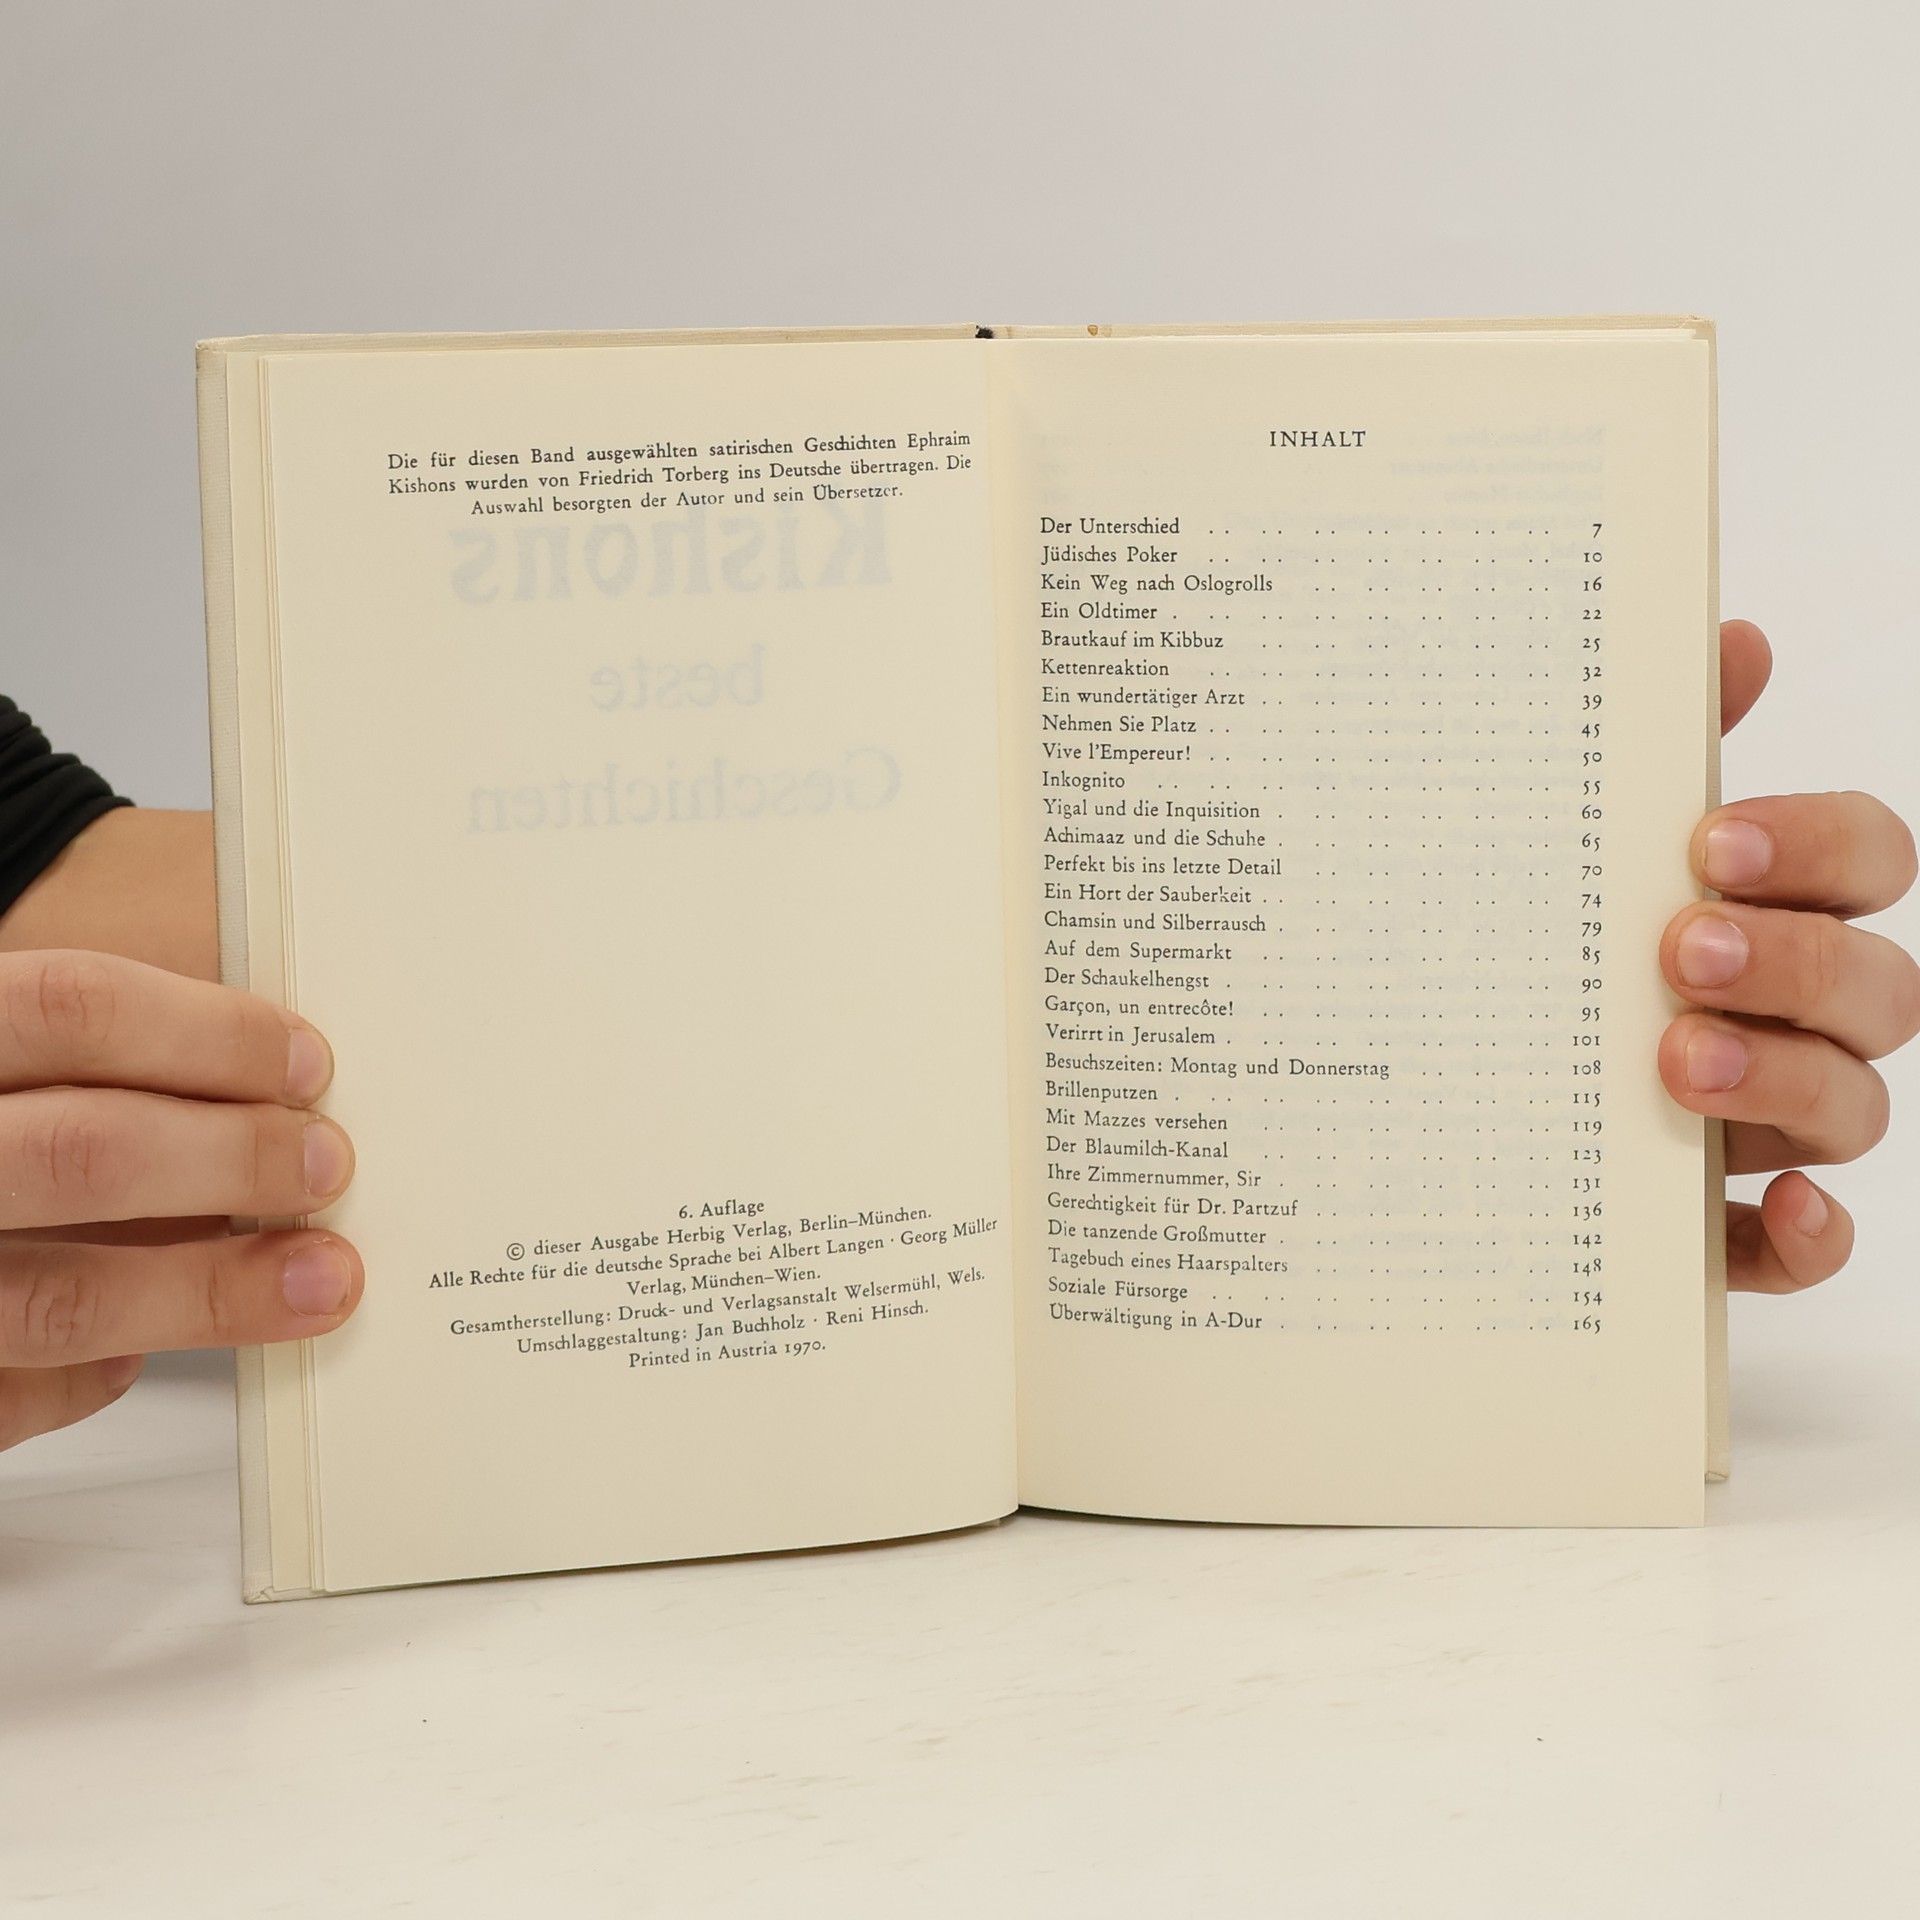 Die für diesen Band ausgewählten satirischen Geschichten Ephraim
Kishons wurden von Friedrich Torberg ins Deutsche übertragen. Die
Auswahl besorgten der Autor und sein Übersetzer.
Kishons
beste
Geschichten
6. Auflage
© dieser Ausgabe Herbig Verlag, Berlin–München.
Alle Rechte für die deutsche Sprache bei Albert Langen · Georg Müller
Verlag, München–Wien.
Gesamtherstellung: Druck- und Verlagsanstalt Welsermühl, Wels.
Umschlaggestaltung: Jan Buchholz · Reni Hinsch.
Printed in Austria 1970.
INHALT
Der Unterschied . . . . . . . . . . . . . . 7
Jüdisches Poker . . . . . . . . . . . . . . 10
Kein Weg nach Oslogrolls . . . . . . . . . . 16
Ein Oldtimer . . . . . . . . . . . . . . . 22
Brautkauf im Kibbuz . . . . . . . . . . . . 25
Kettenreaktion . . . . . . . . . . . . . . 32
Ein wundertätiger Arzt . . . . . . . . . . . . 39
Nehmen Sie Platz . . . . . . . . . . . . . . 45
Vive l'Empereur! . . . . . . . . . . . . . . 50
Inkognito . . . . . . . . . . . . . . . . 55
Yigal und die Inquisition . . . . . . . . . . . 60
Achimaaz und die Schuhe . . . . . . . . . . . 65
Perfekt bis ins letzte Detail . . . . . . . . . . 70
Ein Hort der Sauberkeit . . . . . . . . . . . . 74
Chamsin und Silberrausch . . . . . . . . . . . 79
Auf dem Supermarkt . . . . . . . . . . . . 85
Der Schaukelhengst . . . . . . . . . . . . . 90
Garçon, un entrecôte! . . . . . . . . . . . . 95
Verirrt in Jerusalem . . . . . . . . . . . . . 101
Besuchszeiten: Montag und Donnerstag . . . . . . 108
Brillenputzen . . . . . . . . . . . . . . . 115
Mit Mazzes versehen . . . . . . . . . . . . 119
Der Blaumilch-Kanal . . . . . . . . . . . . 123
Ihre Zimmernummer, Sir . . . . . . . . . . . 131
Gerechtigkeit für Dr. Partzuf . . . . . . . . . . 136
Die tanzende Großmutter . . . . . . . . . . . 142
Tagebuch eines Haarspalters . . . . . . . . . . 148
Soziale Fürsorge . . . . . . . . . . . . . . 154
Überwältigung in A-Dur . . . . . . . . . . . 165